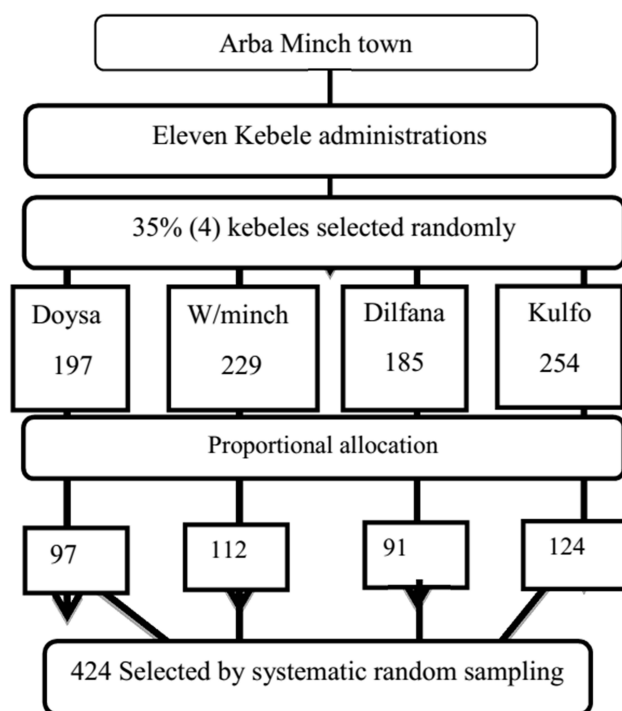 Arba Minch town
Eleven Kebele administrations
35% (4) kebeles selected randomly
Doysa
197
W/minch
229
Dilfana
185
Kulfo
254
Proportional allocation
97
112
91
124
424 Selected by systematic random sampling